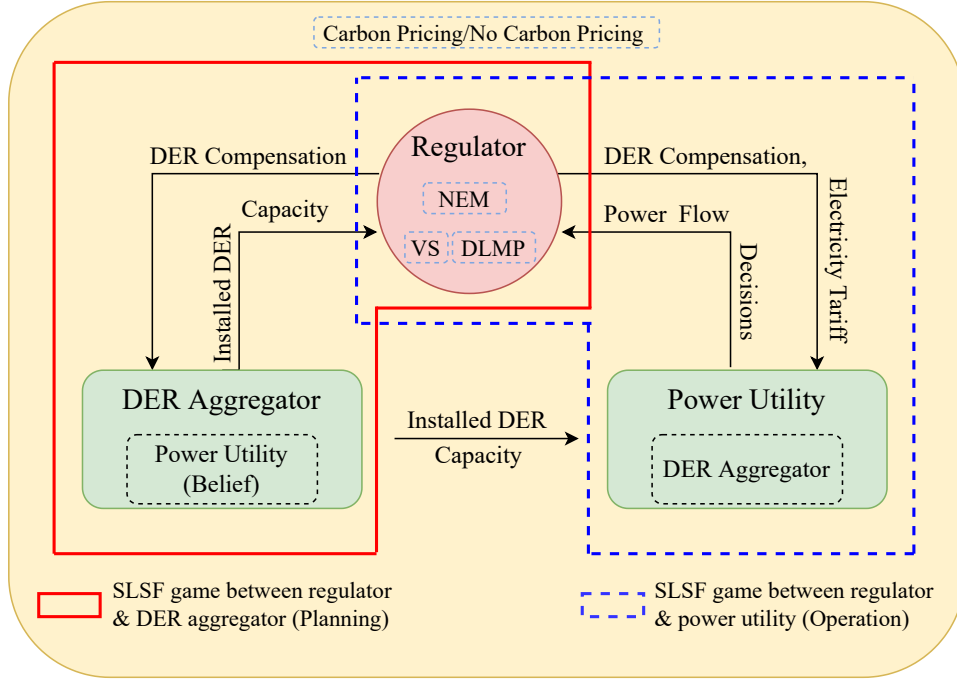 Carbon Pricing/No Carbon Pricing
Regulator
NEM
VS
DLMP
DER Compensation
Capacity
Installed DER
DER Compensation,
Electricity Tariff
Power Flow
Decisions
DER Aggregator
Power Utility
(Belief)
Installed DER
Capacity
Power Utility
DER Aggregator
SLSF game between regulator
& DER aggregator (Planning)
SLSF game between regulator
& power utility (Operation)